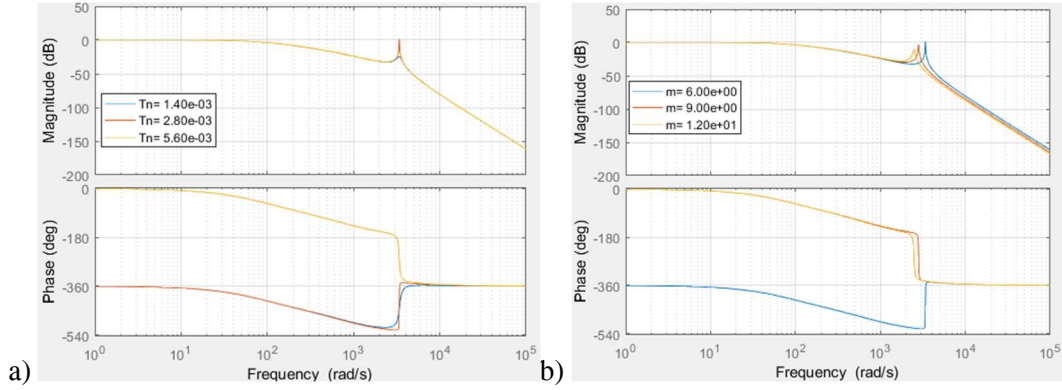 a)
50
0
-50
-100
-150
-200
Magnitude (dB)
Tn= 1.40e-03
Tn= 2.80e-03
Tn= 5.60e-03
0
-180
-360
-540
Phase (deg)
10^0 10^1 10^2 10^3 10^4 10^5
Frequency (rad/s)
b)
50
0
-50
-100
-150
-200
Magnitude (dB)
m= 6.00e+00
m= 9.00e+00
m= 1.20e+01
0
-180
-360
-540
Phase (deg)
10^0 10^1 10^2 10^3 10^4 10^5
Frequency (rad/s)